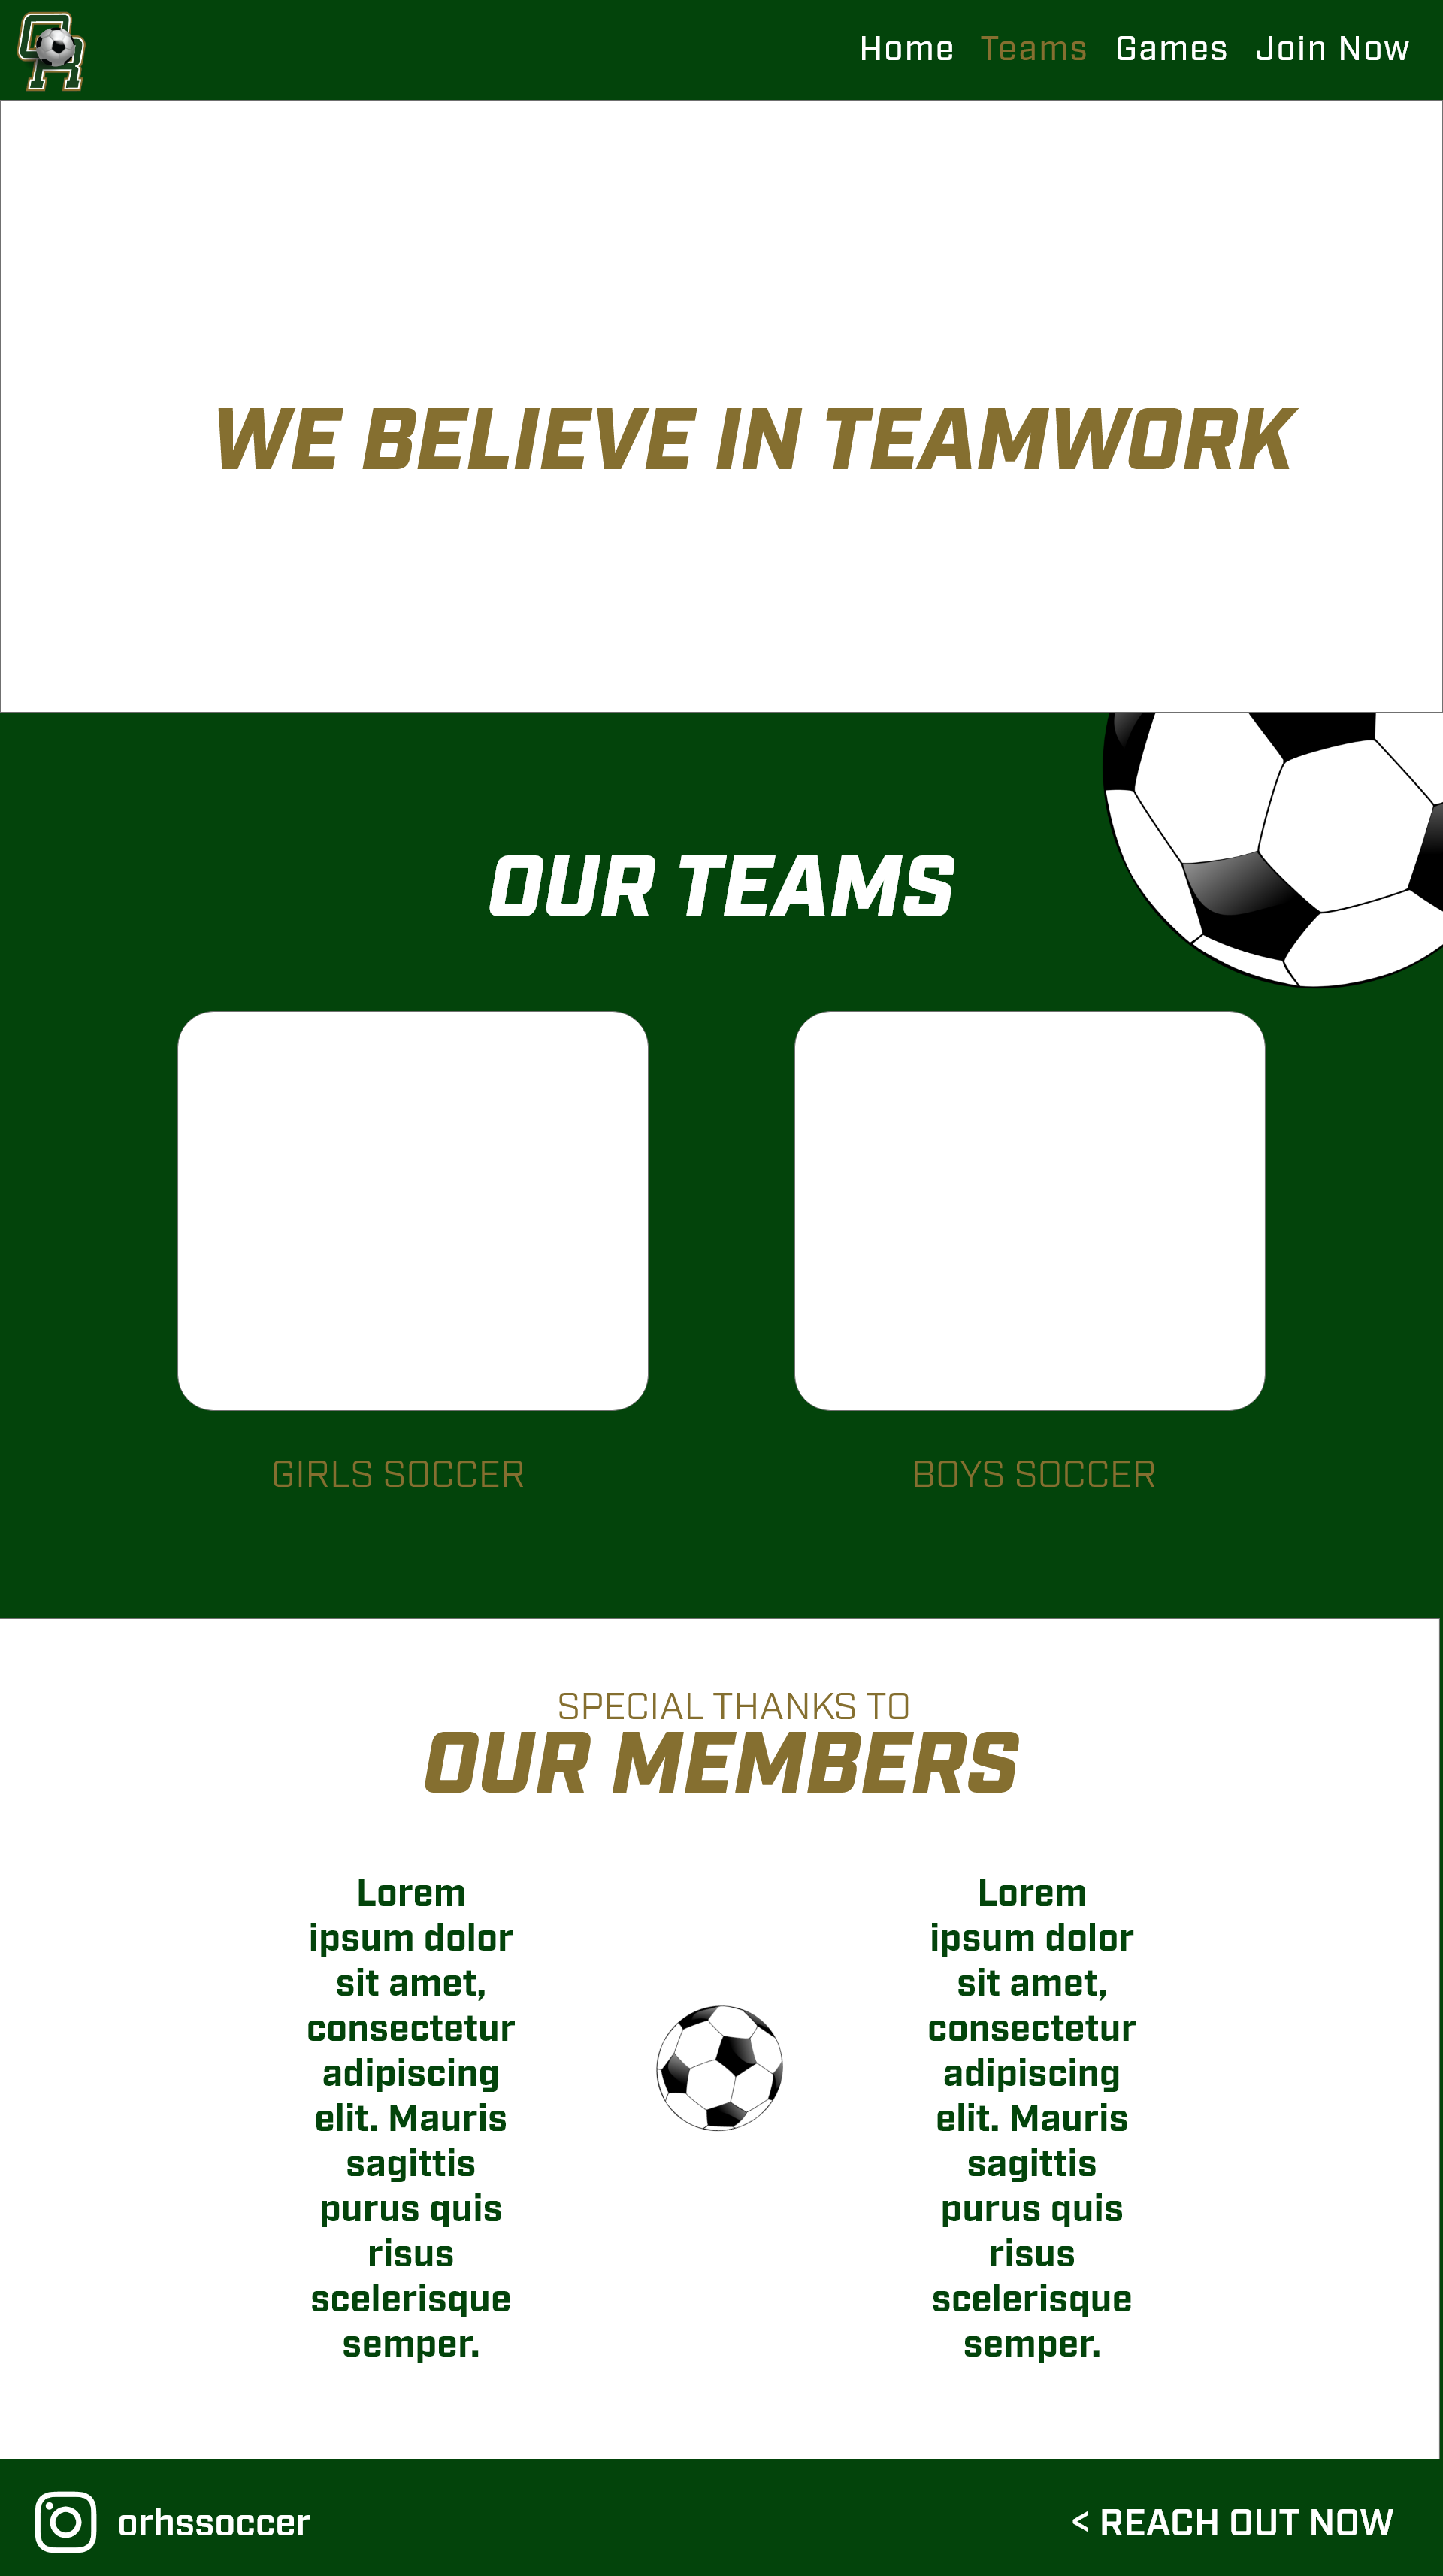 OR
Home Teams Games Join Now
WE BELIEVE IN TEAMWORK
OUR TEAMS
GIRLS SOCCER
BOYS SOCCER
SPECIAL THANKS TO
OUR MEMBERS
Lorem
ipsum dolor
sit amet,
consectetur
adipiscing
elit. Mauris
sagittis
purus quis
risus
scelerisque
semper.
Lorem
ipsum dolor
sit amet,
consectetur
adipiscing
elit. Mauris
sagittis
purus quis
risus
scelerisque
semper.
orhssoccer
< REACH OUT NOW